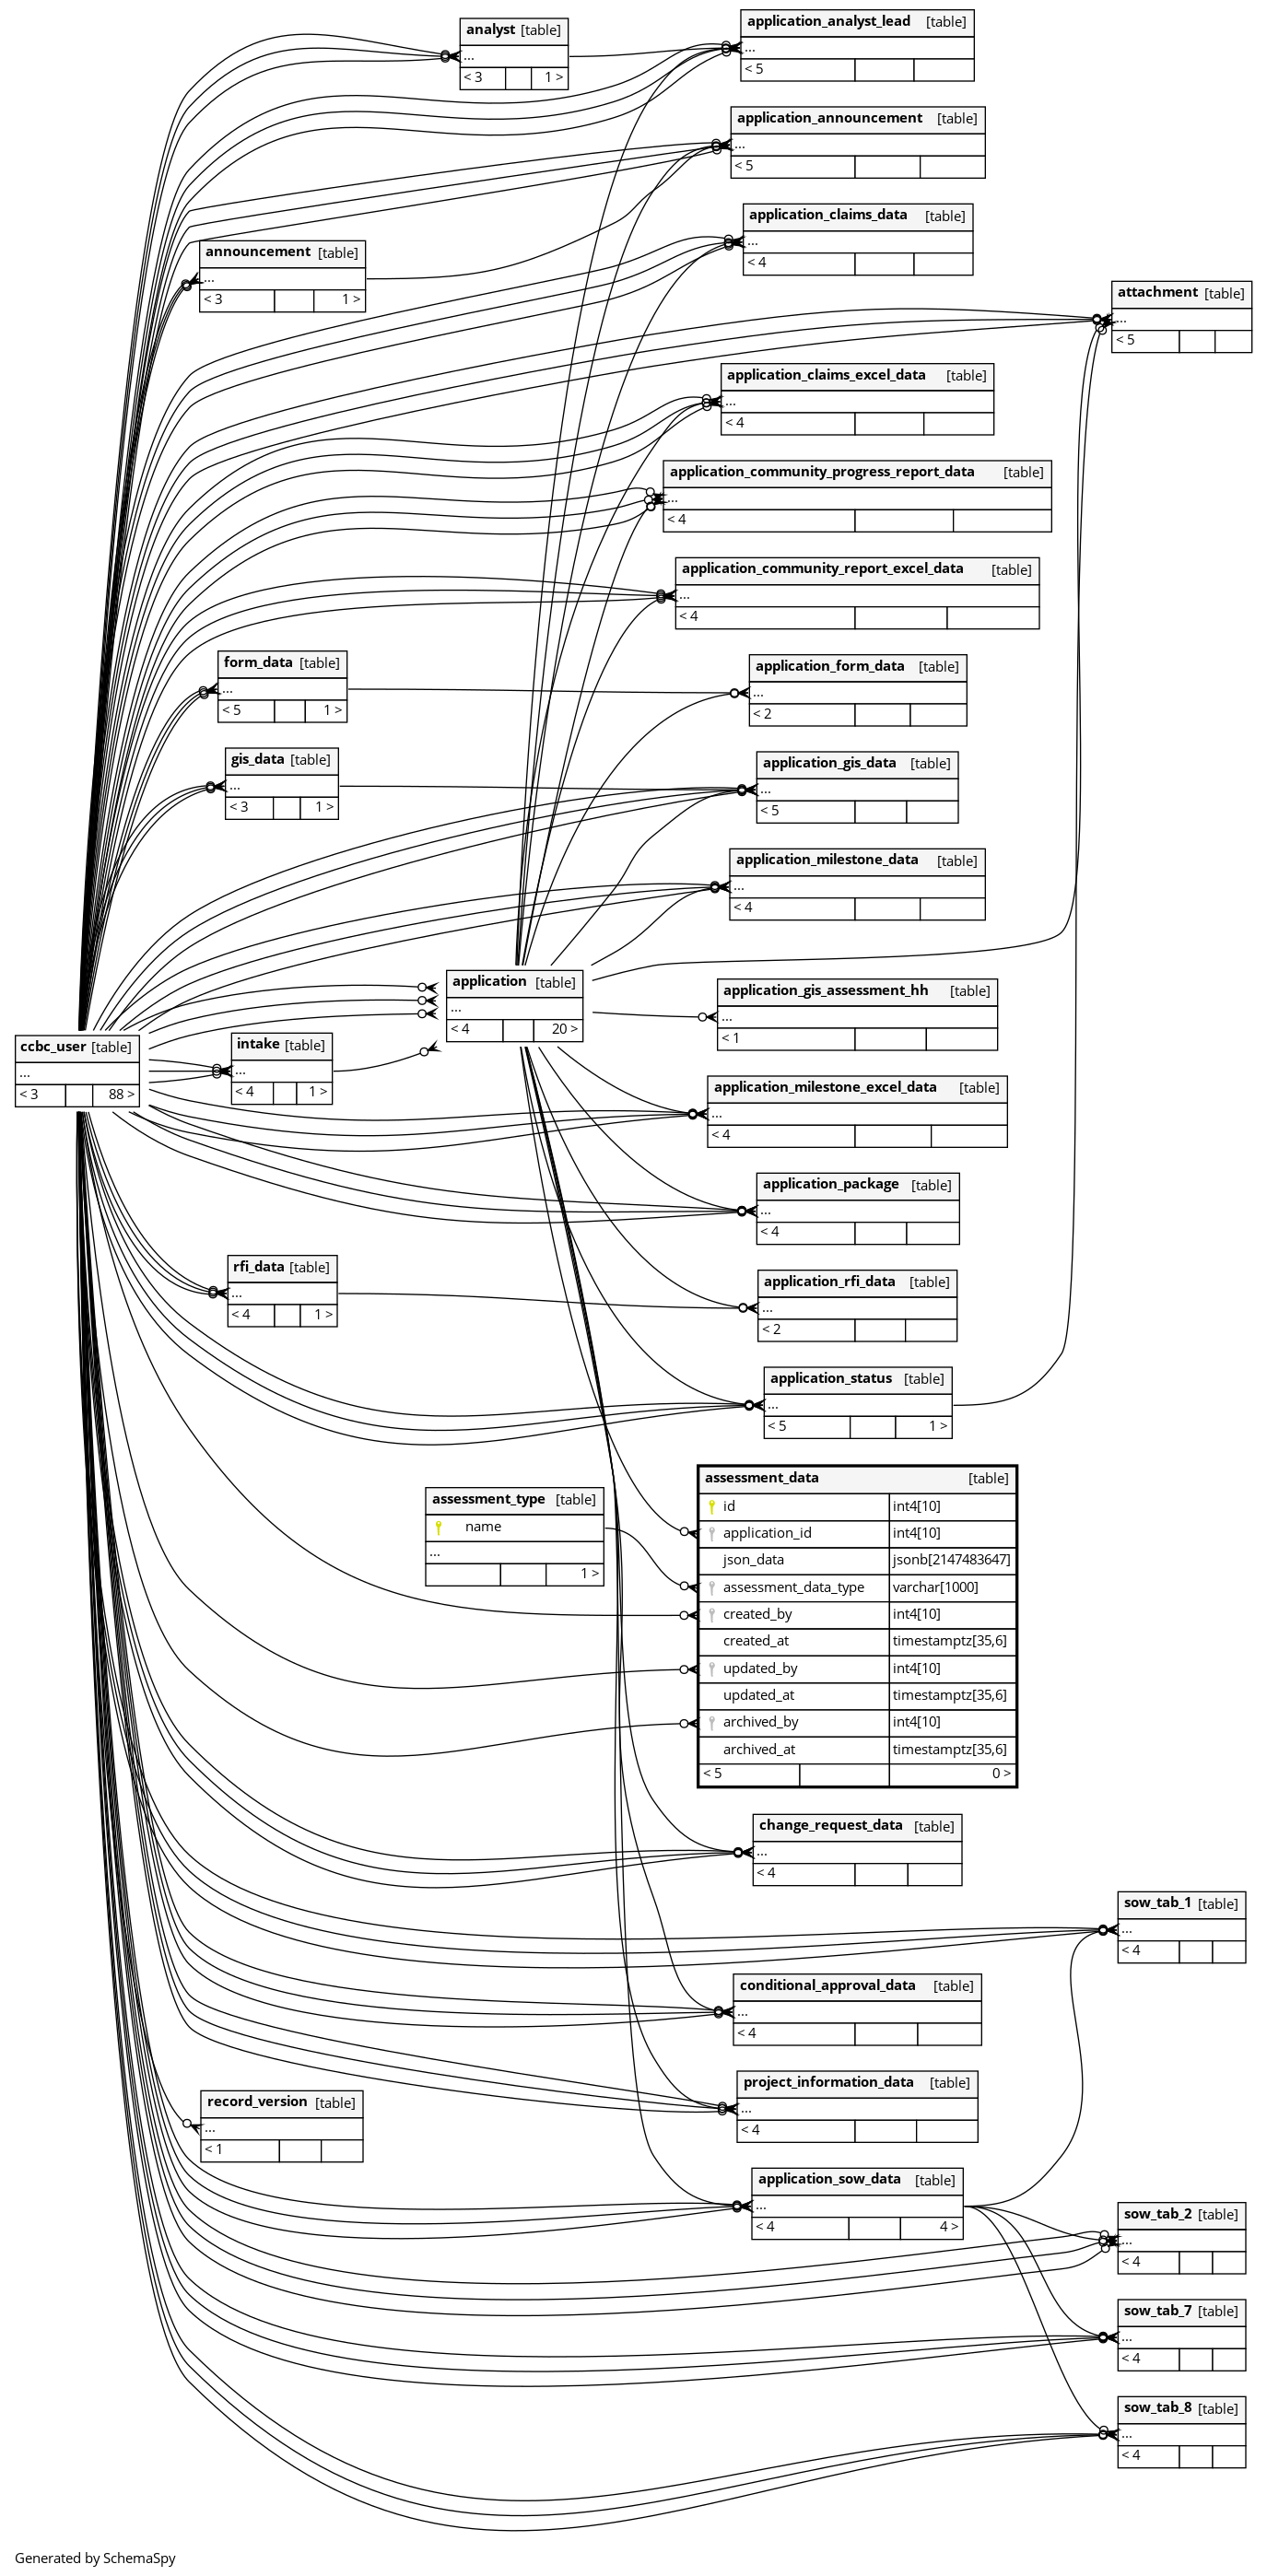 analyst [table]
...
< 3 1 >
application_analyst_lead [table]
...
< 5
application_announcement [table]
...
< 5
application_claims_data [table]
...
< 4
announcement [table]
...
< 3 1 >
attachment [table]
...
< 5
application_claims_excel_data [table]
...
< 4
application_community_progress_report_data [table]
...
< 4
application_community_report_excel_data [table]
...
< 4
form_data [table]
...
< 5 1 >
application_form_data [table]
...
< 2
gis_data [table]
...
< 3 1 >
application_gis_data [table]
...
< 5
application_milestone_data [table]
...
< 4
application [table]
...
< 4 20 >
application_gis_assessment_hh [table]
...
< 1
ccbc_user [table]
...
< 3 88 >
intake [table]
...
< 4 1 >
application_milestone_excel_data [table]
...
< 4
application_package [table]
...
< 4
rfi_data [table]
...
< 4 1 >
application_rfi_data [table]
...
< 2
application_status [table]
...
< 5 1 >
assessment_type [table]
name
...
1 >
assessment_data [table]
id int4[10]
application_id int4[10]
json_data jsonb[2147483647]
assessment_data_type varchar[1000]
created_by int4[10]
created_at timestamptz[35,6]
updated_by int4[10]
updated_at timestamptz[35,6]
archived_by int4[10]
archived_at timestamptz[35,6]
< 5 0 >
change_request_data [table]
...
< 4
sow_tab_1 [table]
...
< 4
conditional_approval_data [table]
...
< 4
project_information_data [table]
...
< 4
record_version [table]
...
< 1
application_sow_data [table]
...
< 4 4 >
sow_tab_2 [table]
...
< 4
sow_tab_7 [table]
...
< 4
sow_tab_8 [table]
...
< 4
Generated by SchemaSpy